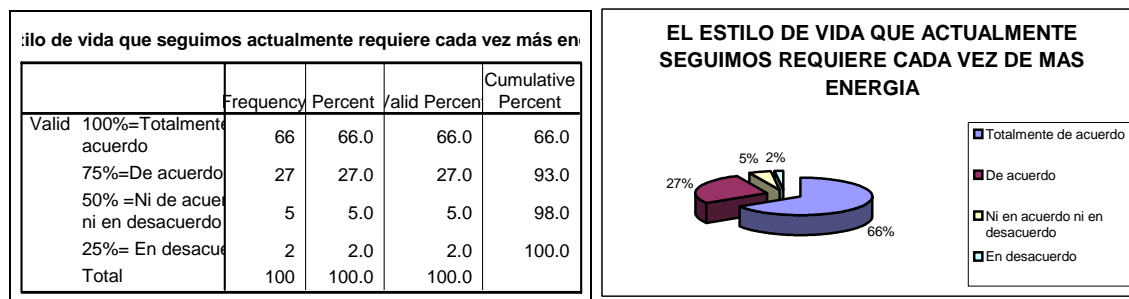 tilo de vida que seguimos actualmente requiere cada vez más en
Frequency Percent Valid Percent Cumulative Percent
Valid 100%=Totalmente acuerdo 66 66.0 66.0 66.0
75%=De acuerdo 27 27.0 27.0 93.0
50% =Ni de acuer ni en desacuerdo 5 5.0 5.0 98.0
25%= En desacue 2 2.0 2.0 100.0
Total 100 100.0 100.0
EL ESTILO DE VIDA QUE ACTUALMENTE
SEGUIMOS REQUIERE CADA VEZ DE MAS
ENERGIA
5% 2%
27%
66%
Totalmente de acuerdo
De acuerdo
Ni en acuerdo ni en
desacuerdo
En desacuerdo